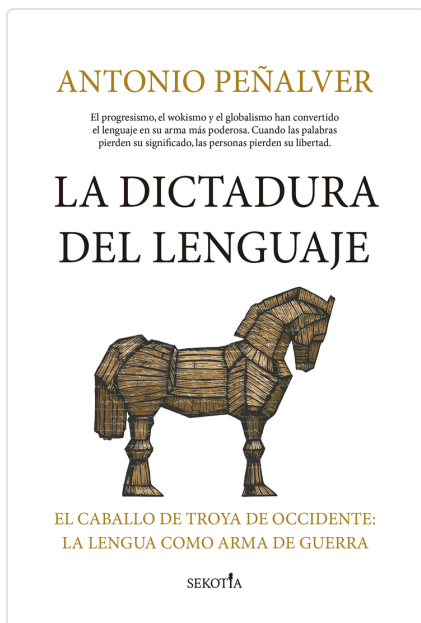 ANTONIO PEÑALVER
El progresismo, el wokismo y el globalismo han convertido
el lenguaje en su arma más poderosa. Cuando las palabras
pierden su significado, las personas pierden su libertad.
LA DICTADURA
DEL LENGUAJE
EL CABALLO DE TROYA DE OCCIDENTE:
LA LENGUA COMO ARMA DE GUERRA
SEKOTIA